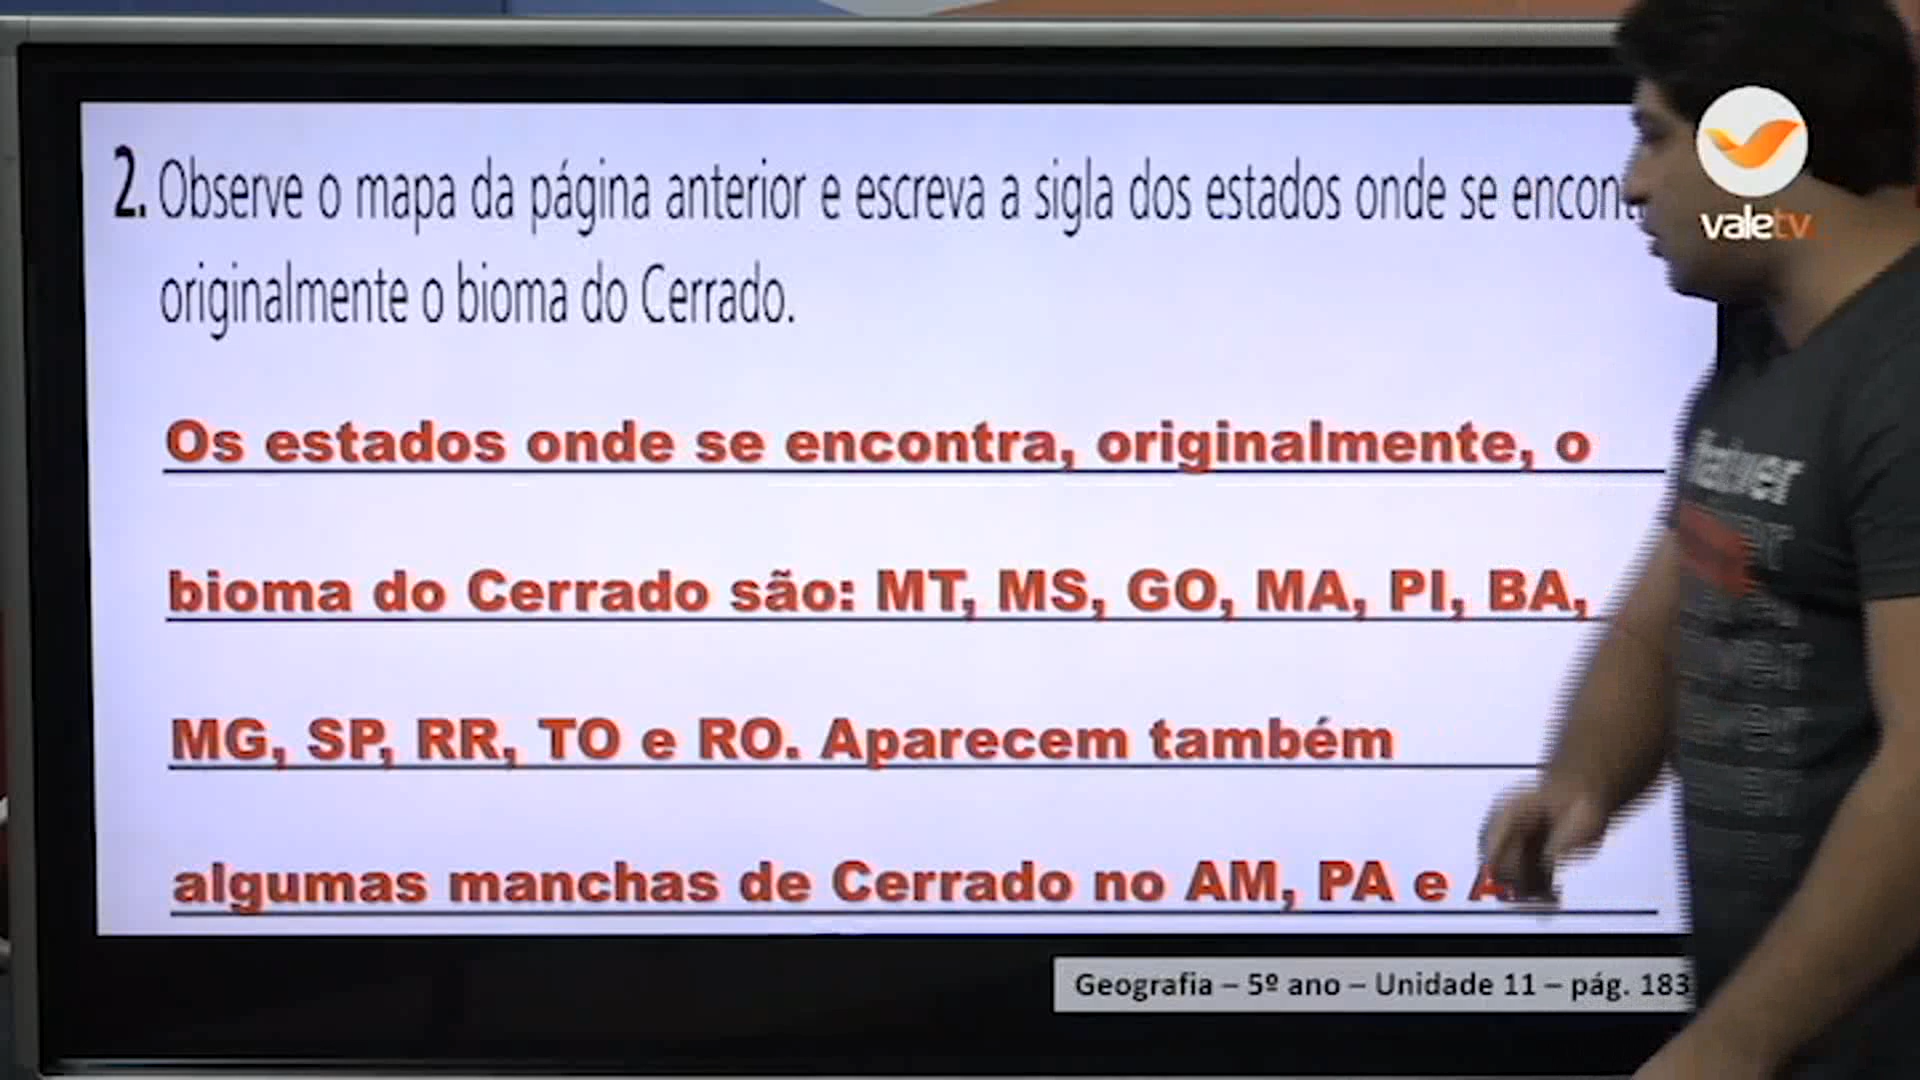 2. Observe o mapa da página anterior e escreva a sigla dos estados onde se
originalmente o bioma do Cerrado.
Os estados onde se encontra, originalmente, o
bioma do Cerrado são: MT, MS, GO, MA, PI, BA,
MG, SP, RR, TO e RO. Aparecem também
algumas manchas de Cerrado no AM, PA e
Geografia – 5º ano – Unidade 11 – pág. 183
valetv